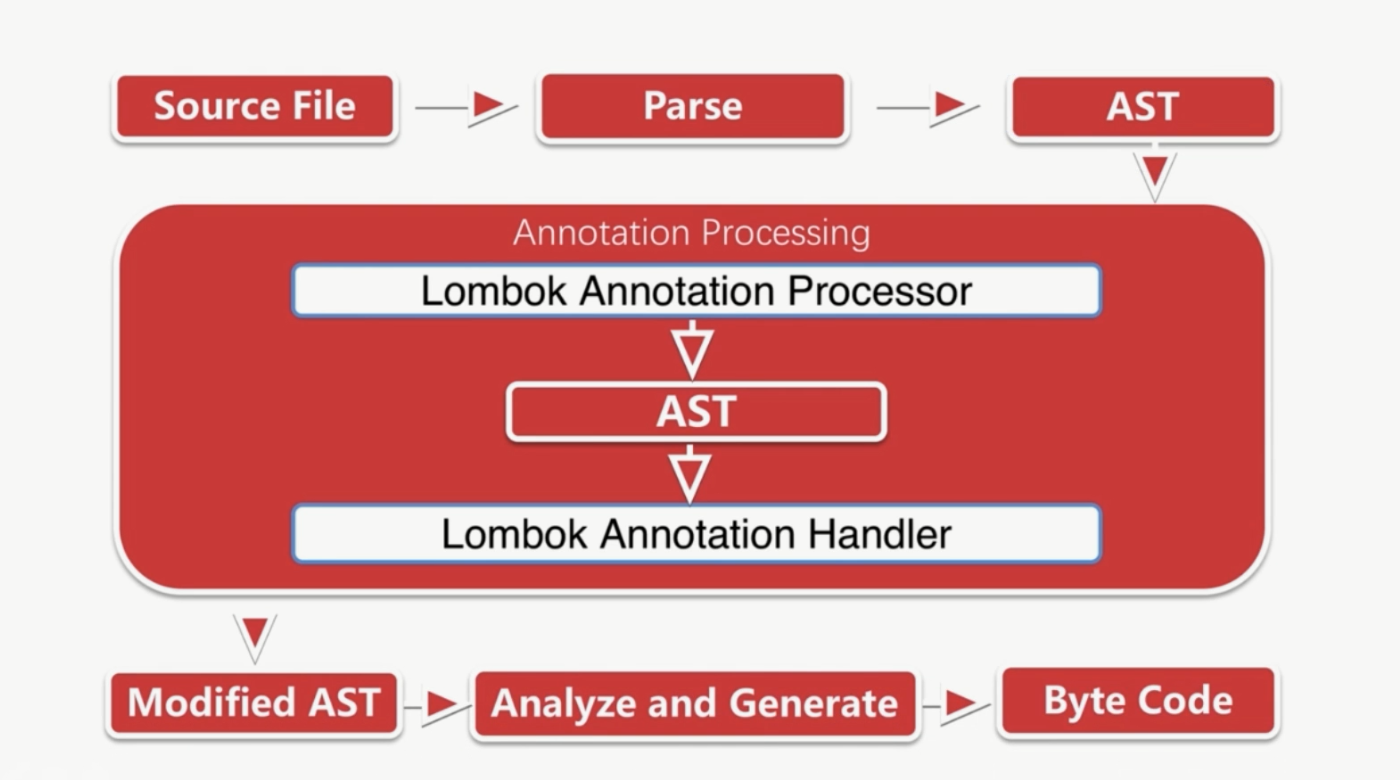 Source File
Parse
AST
Annotation Processing
Lombok Annotation Processor
AST
Lombok Annotation Handler
Modified AST
Analyze and Generate
Byte Code